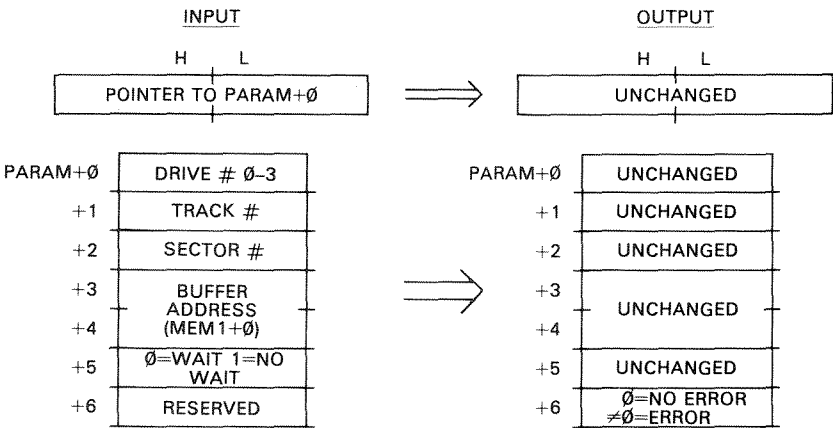 INPUT
H L
POINTER TO PARAM+Ø
PARAM+Ø DRIVE # Ø–3
+1 TRACK #
+2 SECTOR #
+3 BUFFER
ADDRESS
+4 (MEM1+Ø)
+5 Ø=WAIT 1=NO
WAIT
+6 RESERVED
OUTPUT
H L
UNCHANGED
PARAM+Ø UNCHANGED
+1 UNCHANGED
+2 UNCHANGED
+3
UNCHANGED
+4
+5 UNCHANGED
+6 Ø=NO ERROR
≠Ø=ERROR